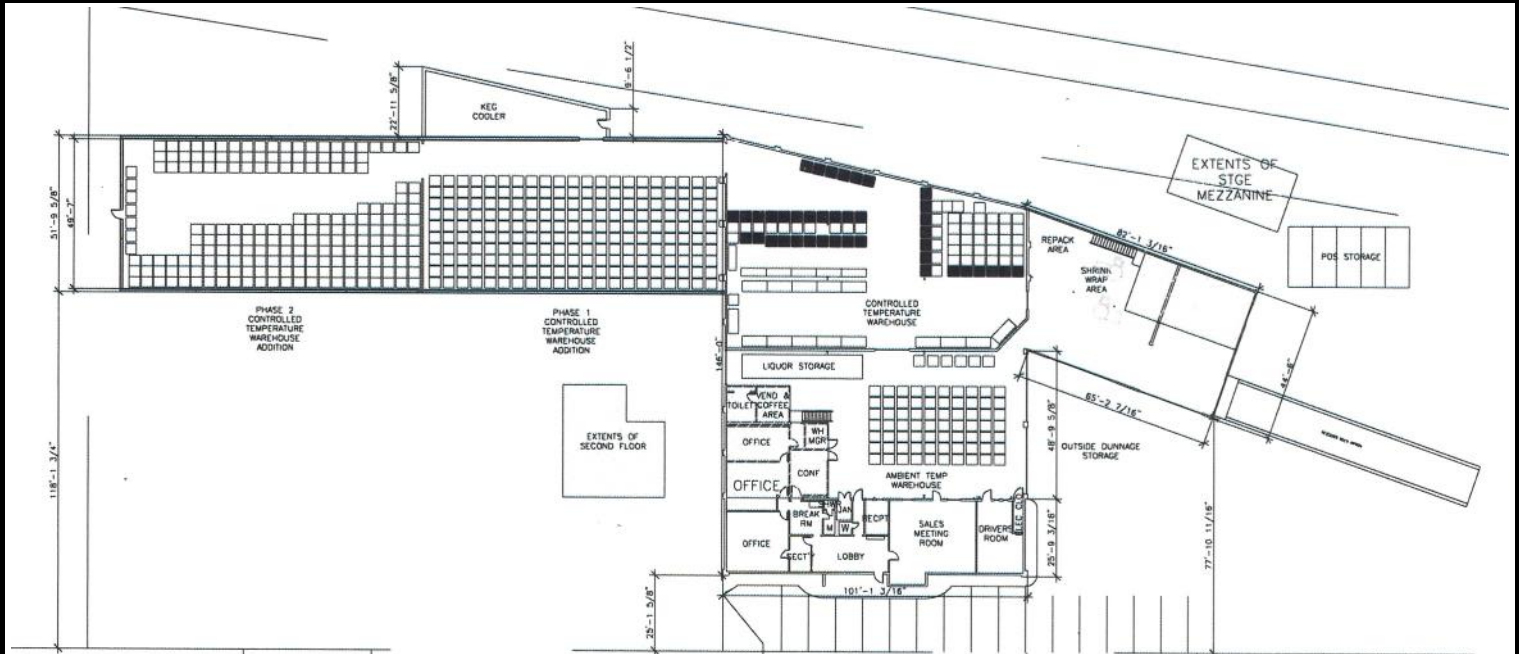 22'-11 5/8"
9'-6 1/2"
KEG
COOLER
51'-9 5/8"
49'-7"
EXTENTS OF
STGE
MEZZANINE
82'-1 3/16"
REPACK
AREA
SHRINK
WRAP
AREA
POS STORAGE
CONTROLLED
TEMPERATURE
WAREHOUSE
PHASE 2
CONTROLLED
TEMPERATURE
WAREHOUSE
ADDITION
PHASE 1
CONTROLLED
TEMPERATURE
WAREHOUSE
ADDITION
146'-0"
LIQUOR STORAGE
44'-6"
65'-2 7/16"
TOILET
VEND &
COFFEE
AREA
48'-9 5/8"
EXTENTS OF
SECOND FLOOR
OFFICE
WH
MGR
OUTSIDE DUNNAGE
STORAGE
118'-1 3/4"
CONF
OFFICE
AMBIENT TEMP
WAREHOUSE
BREAK
RM
M
JAN
W
RECPT
SALES
MEETING
ROOM
DRIVERS
ROOM
ELEC CLO
25'-9 3/16"
77'-10 11/16"
OFFICE
SECT'Y
LOBBY
101'-1 3/16"
25'-1 5/8"